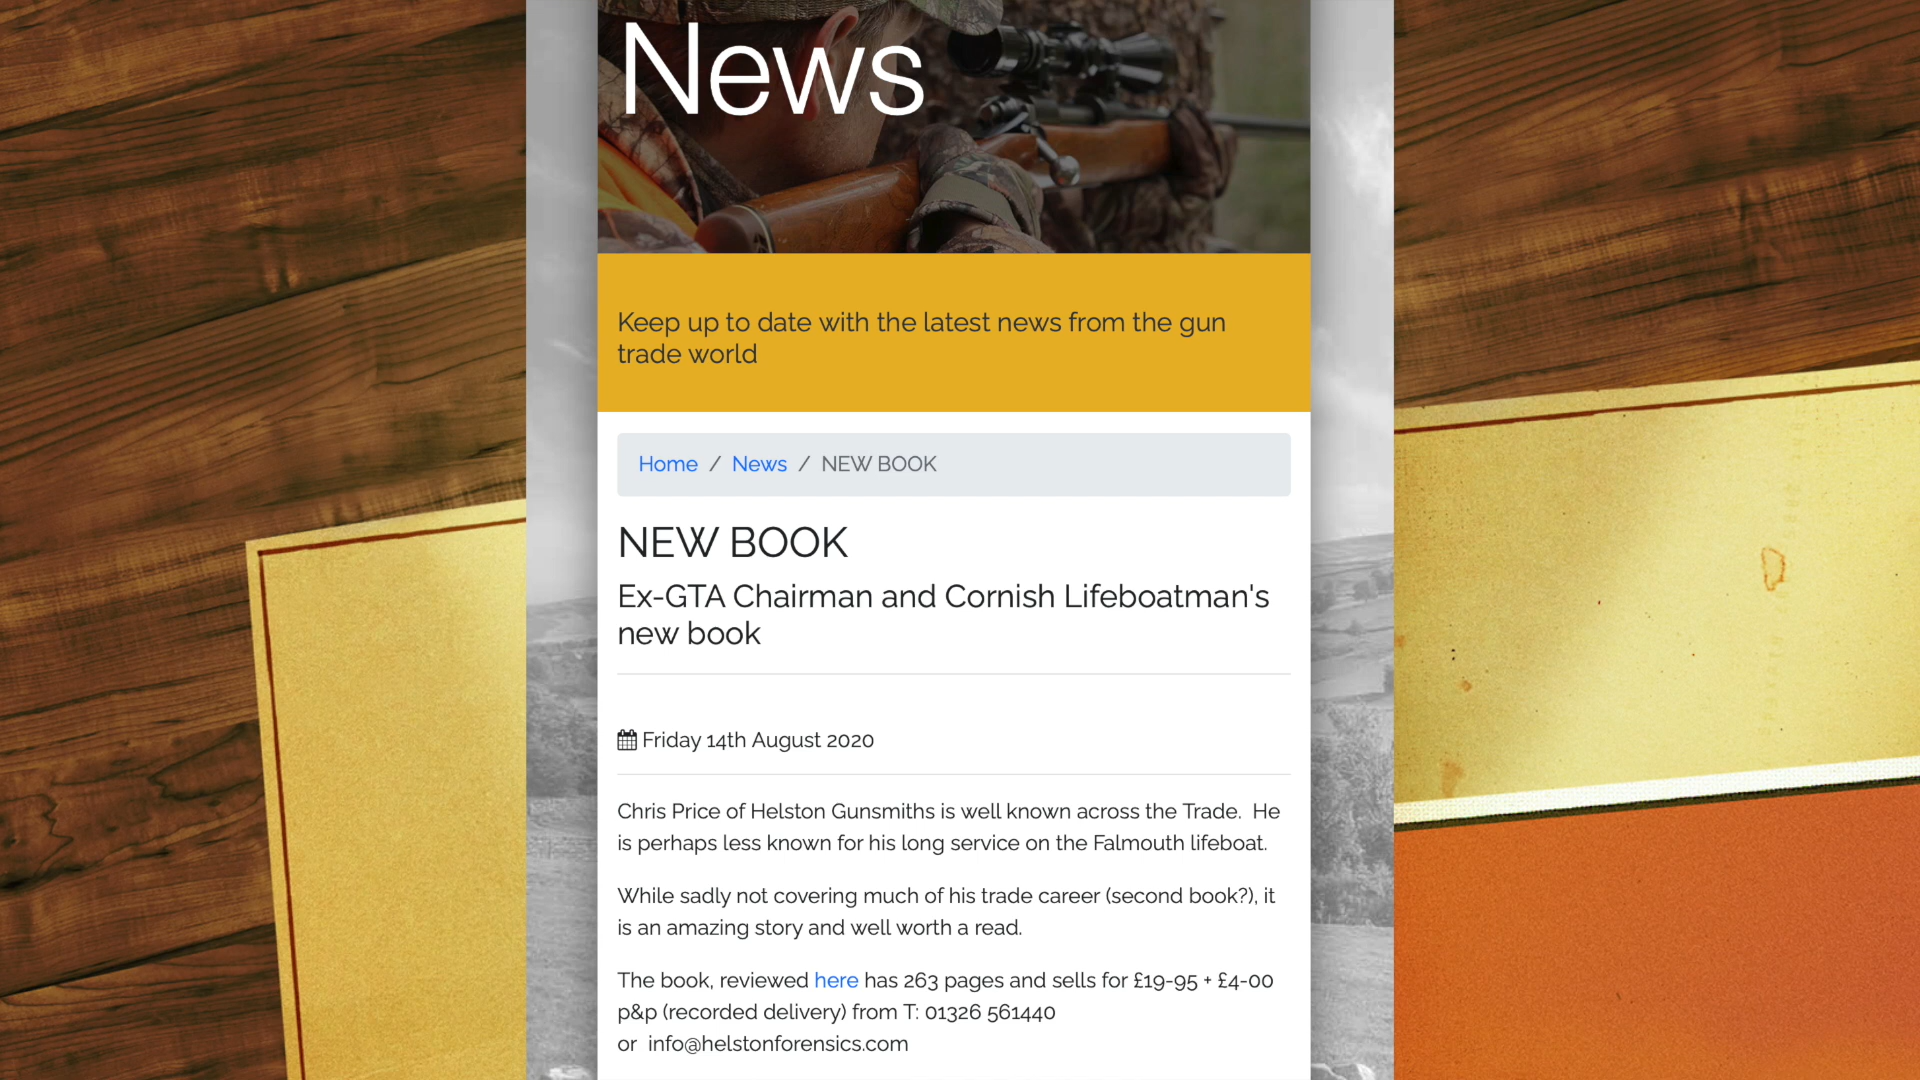 News
Keep up to date with the latest news from the gun
trade world
Home / News / NEW BOOK
NEW BOOK
Ex-GTA Chairman and Cornish Lifeboatman's
new book
Friday 14th August 2020
Chris Price of Helston Gunsmiths is well known across the Trade.  He
is perhaps less known for his long service on the Falmouth lifeboat.
While sadly not covering much of his trade career (second book?), it
is an amazing story and well worth a read.
The book, reviewed here has 263 pages and sells for £19-95 + £4-00
p&p (recorded delivery) from T: 01326 561440
or  info@helstonforensics.com